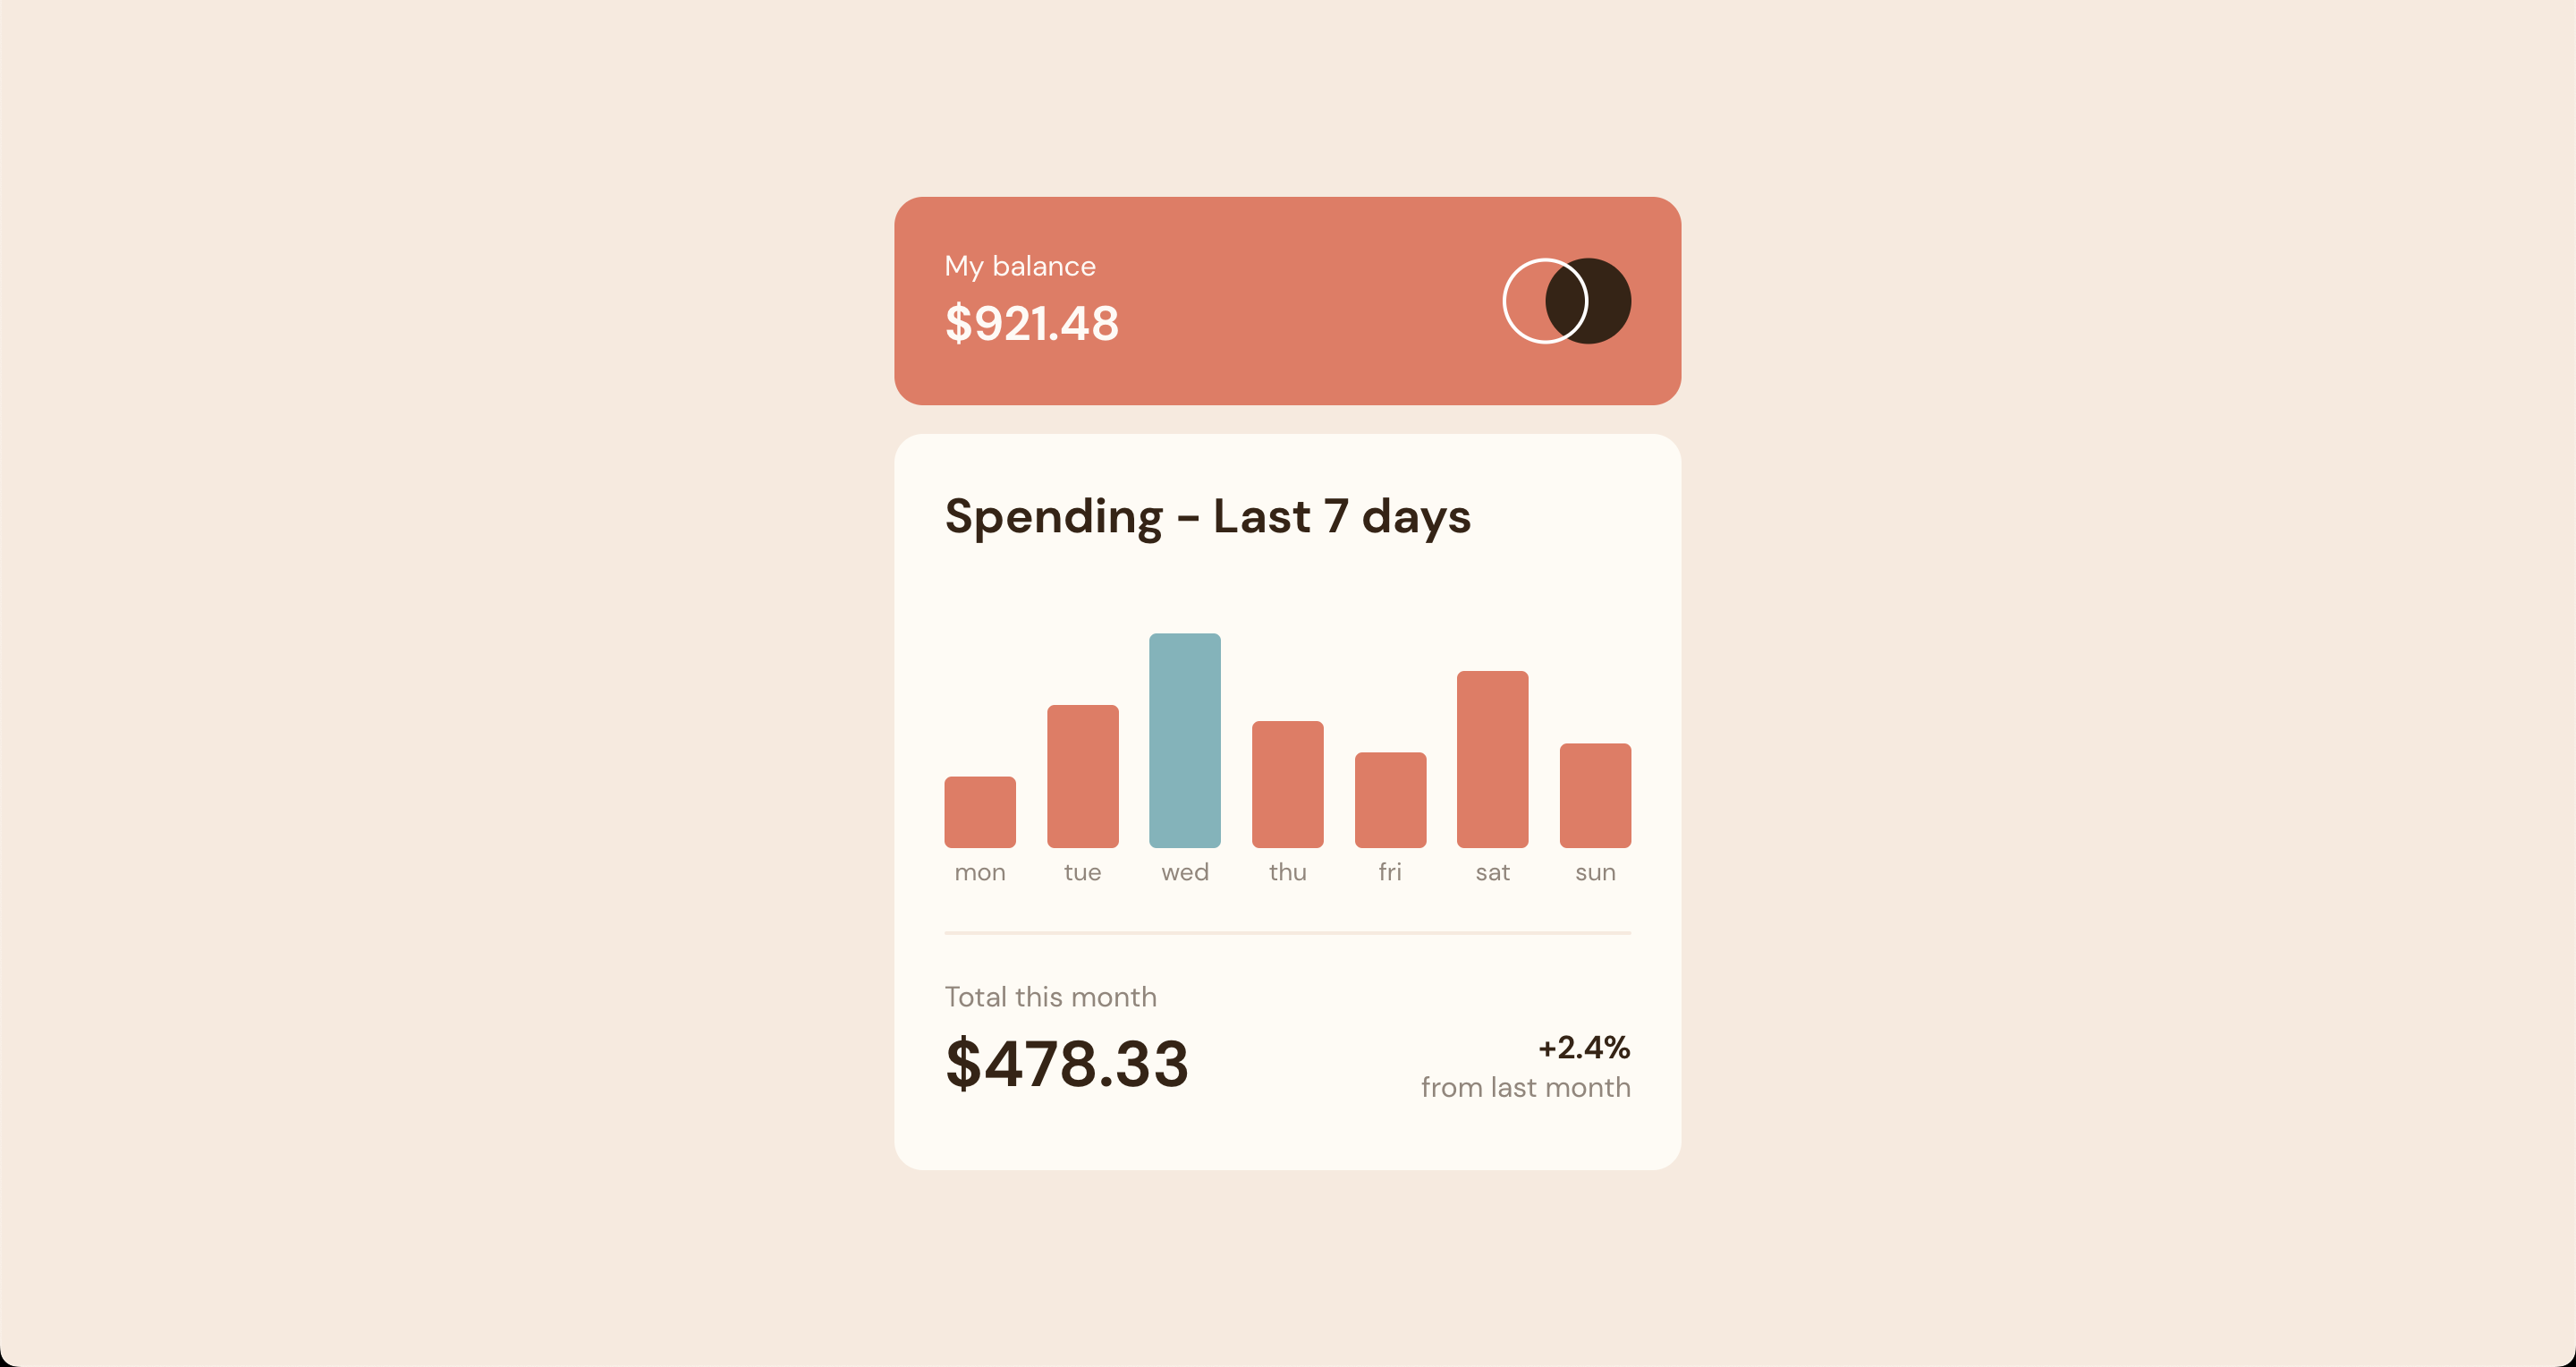 My balance
$921.48
Spending - Last 7 days
mon tue wed thu fri sat sun
Total this month
$478.33
+2.4%
from last month